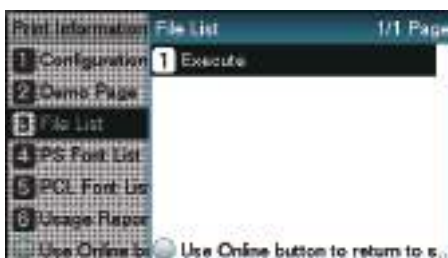 Print Information
1 Configuration
2 Demo Page
3 File List
4 PS Font List
5 PCL Font Lis
6 Usage Repor
Use Online b
File List 1/1 Page
1 Execute
Use Online button to return to s...